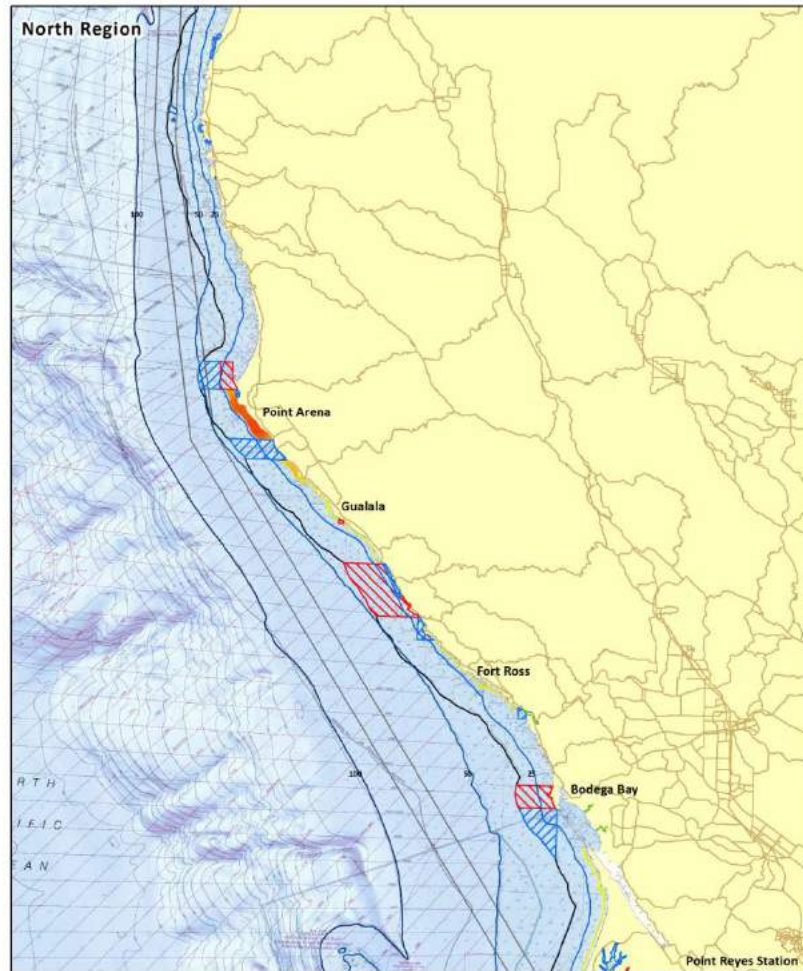 North Region
100
50
25
Point Arena
Gualala
Fort Ross
100
50
25
Bodega Bay
RTH
IFIC
EAN
Point Reyes Station